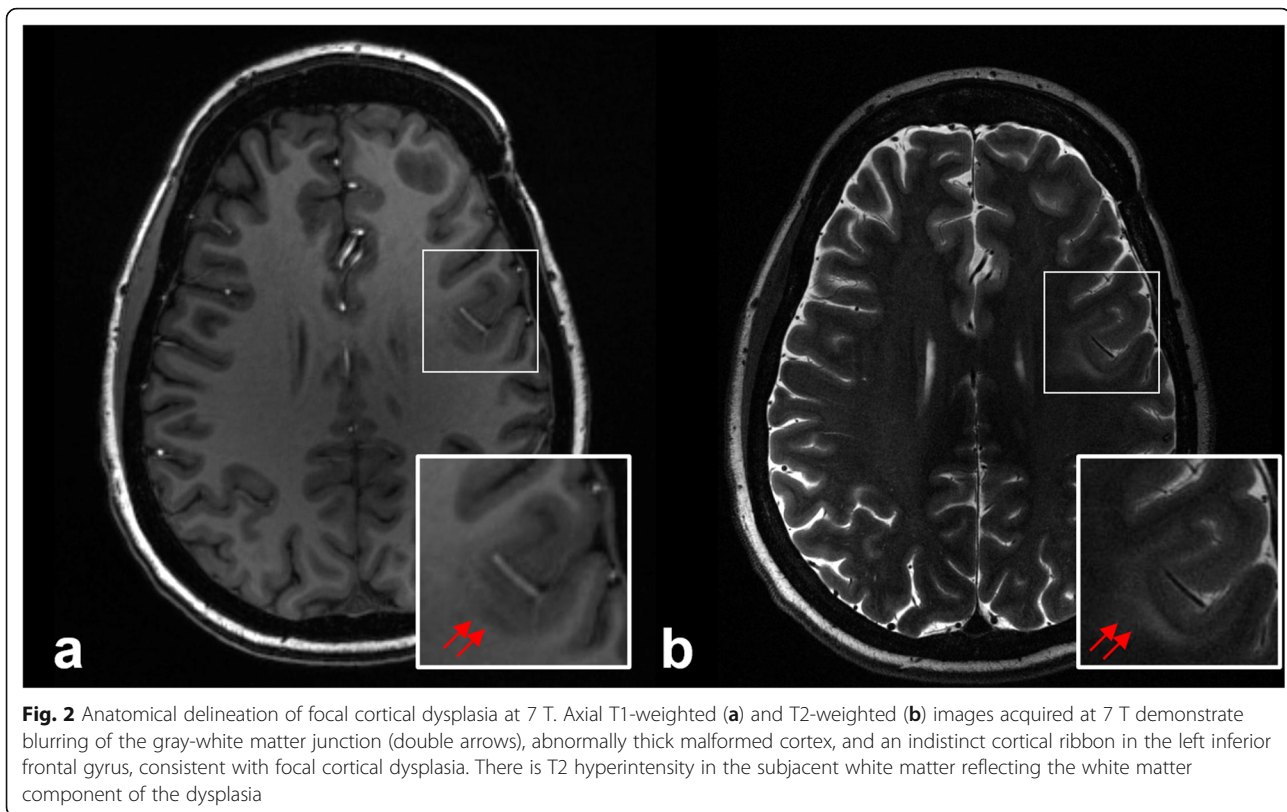 a
b
Fig. 2 Anatomical delineation of focal cortical dysplasia at 7 T. Axial T1-weighted (a) and T2-weighted (b) images acquired at 7 T demonstrate
blurring of the gray-white matter junction (double arrows), abnormally thick malformed cortex, and an indistinct cortical ribbon in the left inferior
frontal gyrus, consistent with focal cortical dysplasia. There is T2 hyperintensity in the subjacent white matter reflecting the white matter
component of the dysplasia